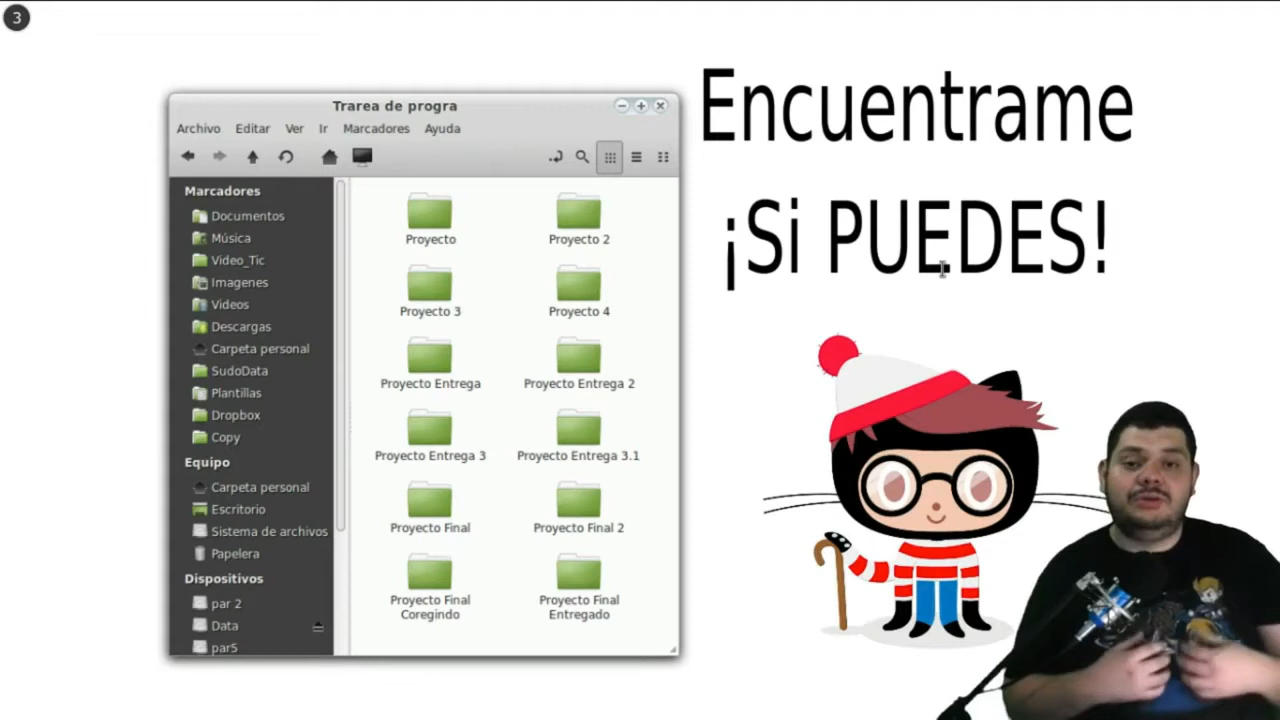 3
Trarea de progra
Archivo Editar Ver Ir Marcadores Ayuda
Marcadores
Documentos
Música
Video_Tic
Imagenes
Videos
Descargas
Carpeta personal
SudoData
Plantillas
Dropbox
Copy
Equipo
Carpeta personal
Escritorio
Sistema de archivos
Papelera
Dispositivos
par 2
Data
par5
Proyecto Proyecto 2
Proyecto 3 Proyecto 4
Proyecto Entrega Proyecto Entrega 2
Proyecto Entrega 3 Proyecto Entrega 3.1
Proyecto Final Proyecto Final 2
Proyecto Final Proyecto Final
Coregindo Entregado
Encuentrame
¡Si PUEDES!